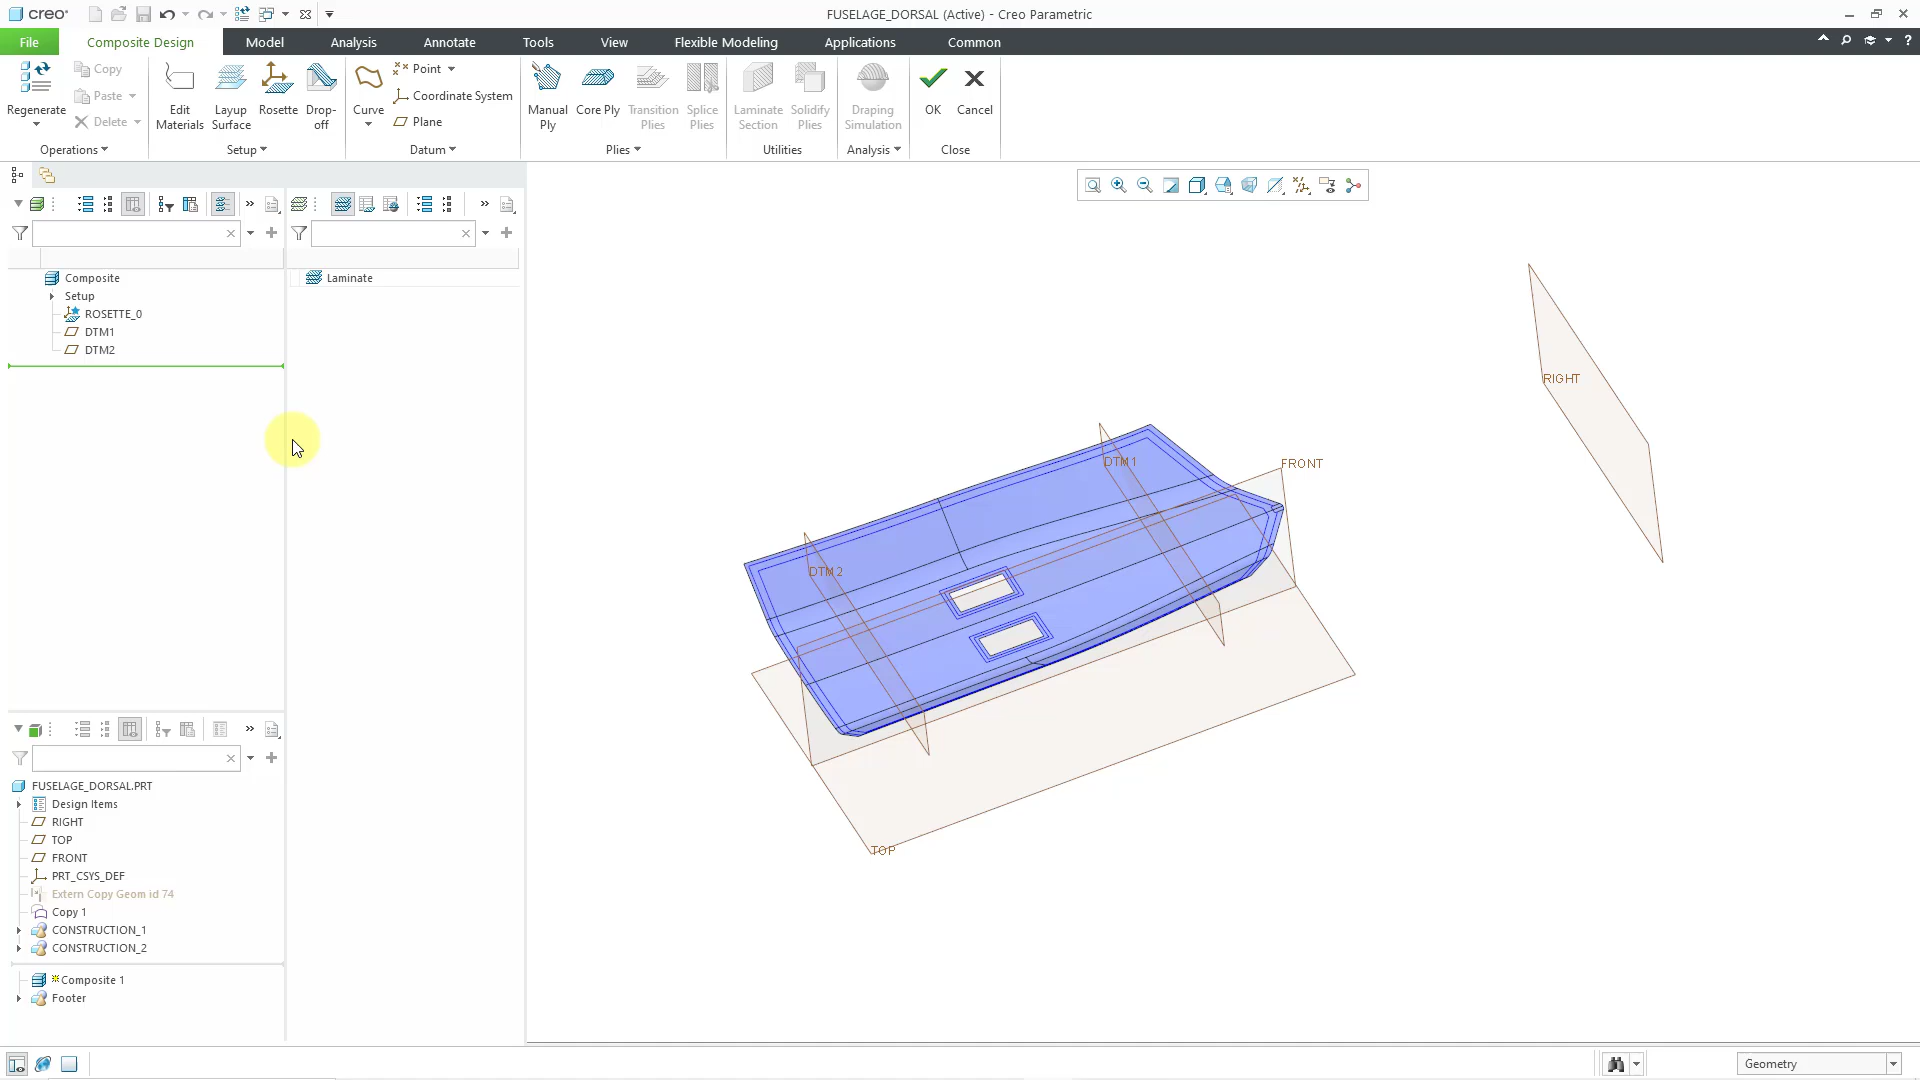 creo
FUSELAGE_DORSAL (Active) - Creo Parametric
File
Composite Design
Model
Analysis
Annotate
Tools
View
Flexible Modeling
Applications
Common
Regenerate
Copy
Paste
Delete
Operations
Edit Materials
Layup Surface
Rosette
Drop-off
Setup
Curve
Point
Coordinate System
Plane
Datum
Manual Ply
Core Ply
Transition Plies
Splice Plies
Plies
Laminate Section
Solidify Plies
Utilities
Draping Simulation
Analysis
OK
Cancel
Close
Composite
Setup
ROSETTE_0
DTM1
DTM2
Laminate
RIGHT
DTM1
FRONT
DTM2
TOP
FUSELAGE_DORSAL.PRT
Design Items
RIGHT
TOP
FRONT
PRT_CSYS_DEF
Extern Copy Geom id 74
Copy 1
CONSTRUCTION_1
CONSTRUCTION_2
Composite 1
Footer
Geometry